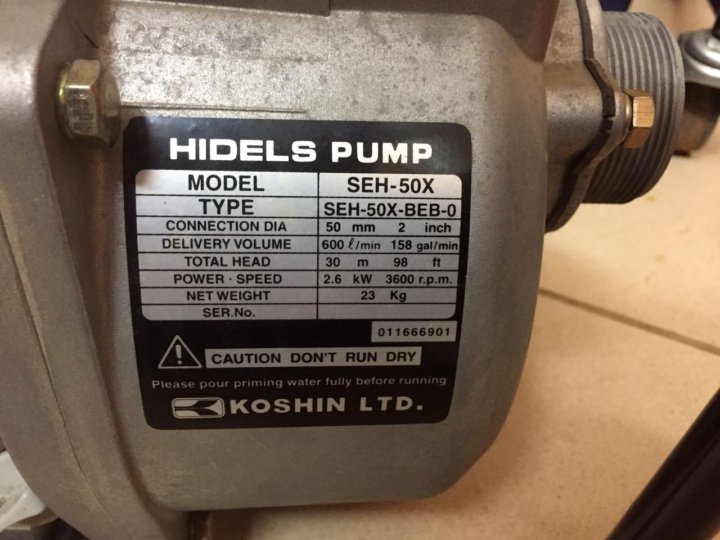 HIDELS PUMP
MODEL SEH-50X
TYPE SEH-50X-BEB-0
CONNECTION DIA 50 mm 2 inch
DELIVERY VOLUME 600 ℓ/min 158 gal/min
TOTAL HEAD 30 m 98 ft
POWER · SPEED 2.6 kW 3600 r.p.m.
NET WEIGHT 23 Kg
SER.No.
011666901
CAUTION DON'T RUN DRY
Please pour priming water fully before running
KOSHIN LTD.